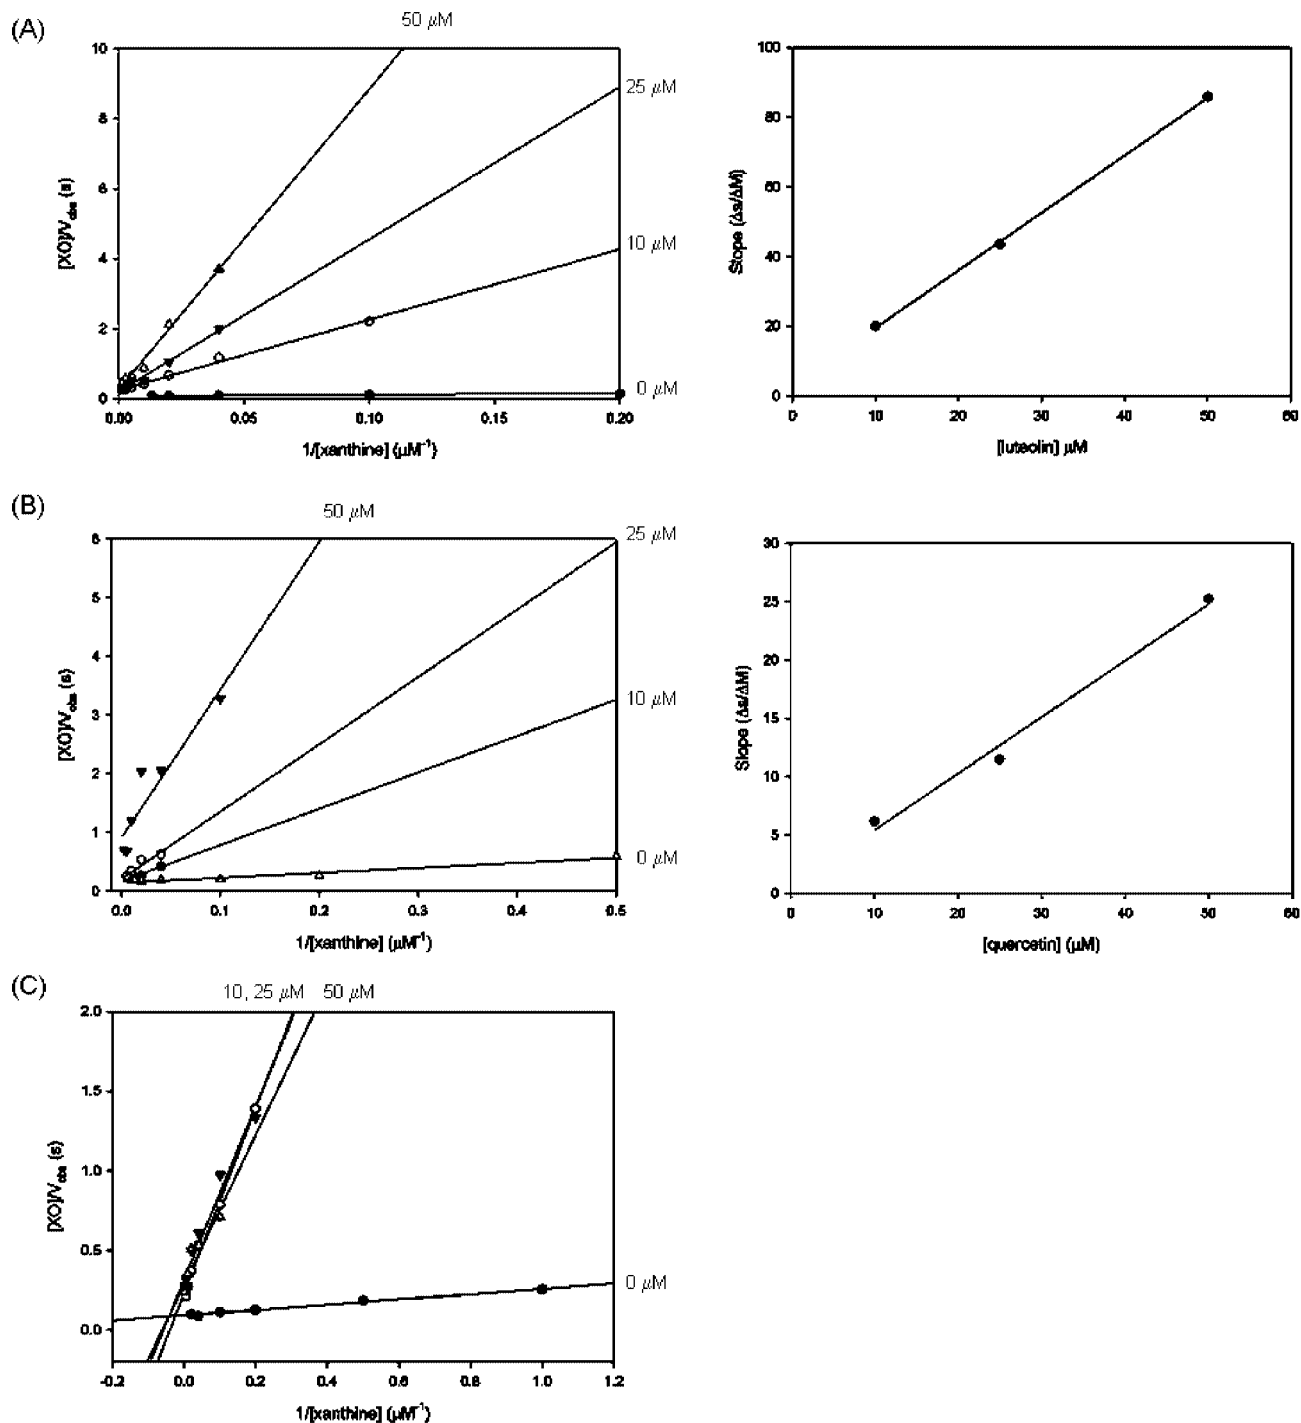 (A)
50 μM
10
8
6
4
2
0
[XO]/Vobs (s)
25 μM
10 μM
0 μM
0.00 0.05 0.10 0.15 0.20
1/[xanthine] (μM⁻¹)
100
80
60
40
20
0
Slope (Δs/ΔM)
0 10 20 30 40 50 60
[luteolin] μM
(B)
50 μM
6
5
4
3
2
1
0
[XO]/Vobs (s)
25 μM
10 μM
0 μM
0.0 0.1 0.2 0.3 0.4 0.5
1/[xanthine] (μM⁻¹)
30
25
20
15
10
5
0
Slope (Δs/ΔM)
0 10 20 30 40 50 60
[quercetin] (μM)
(C)
10, 25 μM 50 μM
2.0
1.5
1.0
0.5
0.0
[XO]/Vobs (s)
0 μM
-0.2 0.0 0.2 0.4 0.6 0.8 1.0 1.2
1/[xanthine] (μM⁻¹)